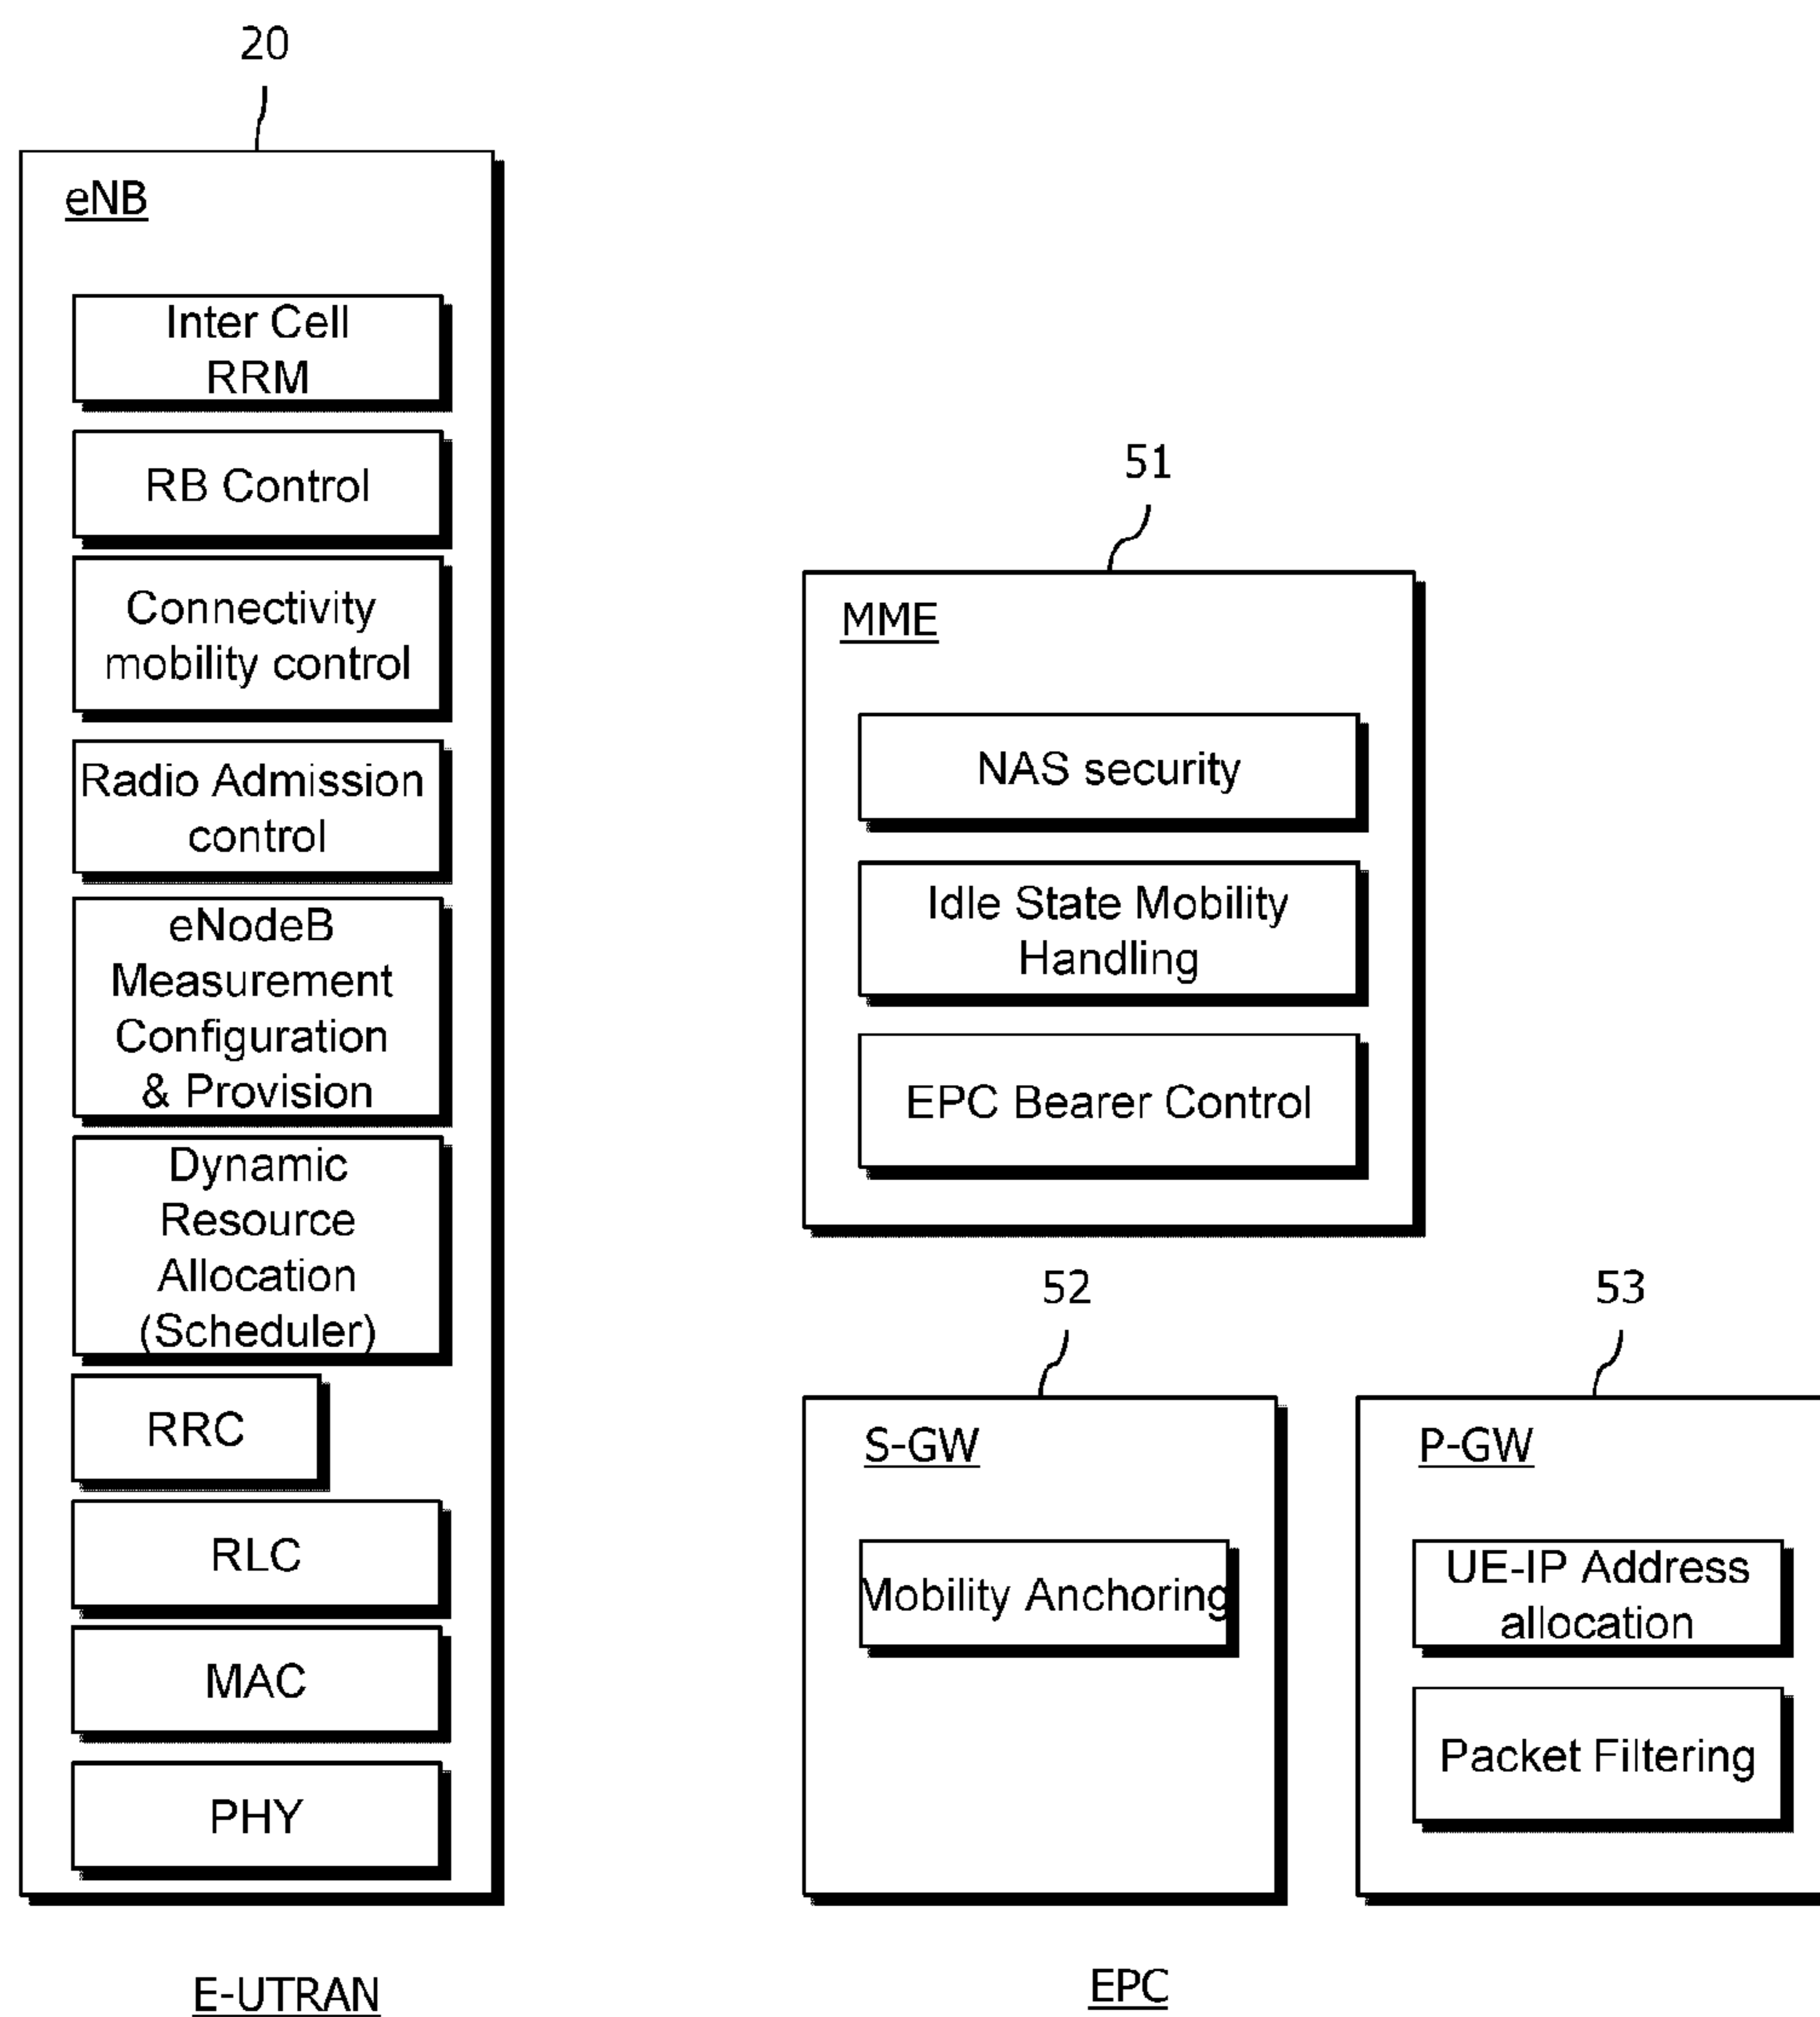 20
eNB
Inter Cell
RRM
RB Control
Connectivity
mobility control
Radio Admission
control
eNodeB
Measurement
Configuration
& Provision
Dynamic
Resource
Allocation
(Scheduler)
RRC
RLC
MAC
PHY
E-UTRAN
51
MME
NAS security
Idle State Mobility
Handling
EPC Bearer Control
52
S-GW
Mobility Anchoring
53
P-GW
UE-IP Address
allocation
Packet Filtering
EPC